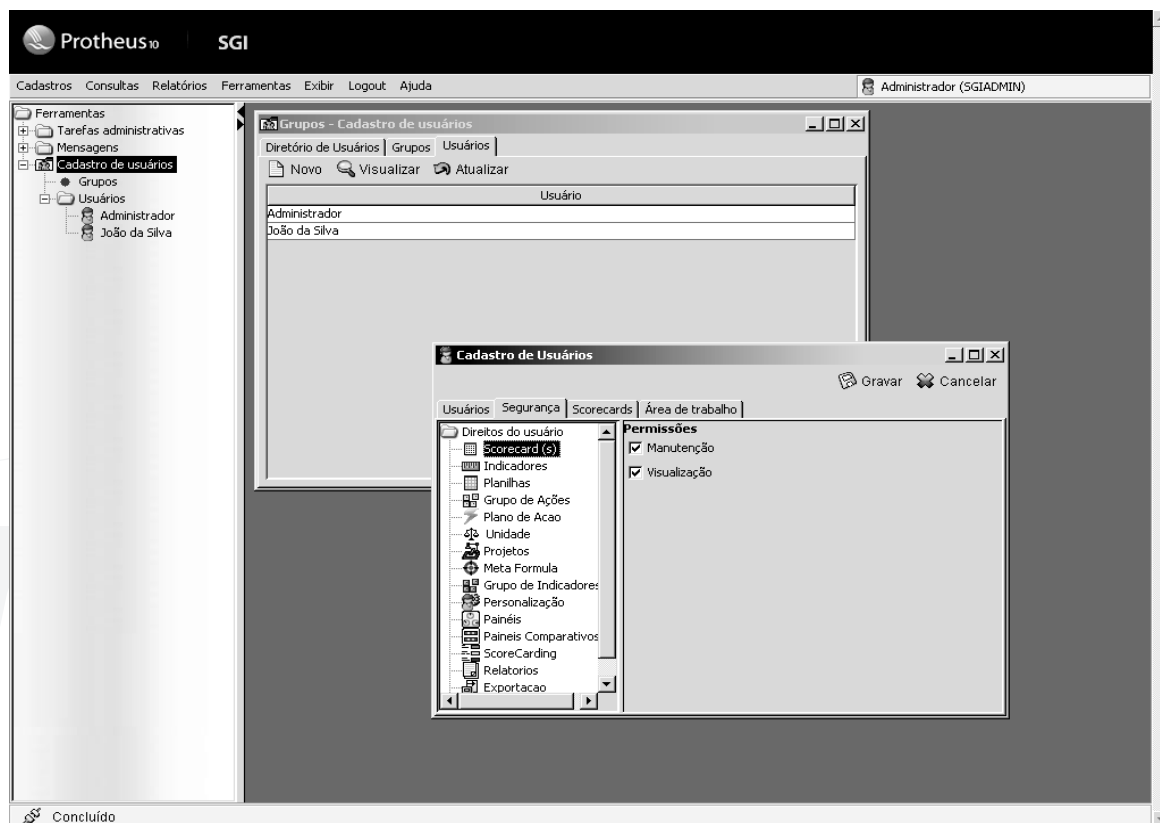 Protheus10 SGI
Cadastros Consultas Relatórios Ferramentas Exibir Logout Ajuda
Administrador (SGIADMIN)
Ferramentas
Tarefas administrativas
Mensagens
Cadastro de usuários
Grupos
Usuários
Administrador
João da Silva
Grupos - Cadastro de usuários
Diretório de Usuários Grupos Usuários
Novo Visualizar Atualizar
Usuário
Administrador
João da Silva
Cadastro de Usuários
Gravar Cancelar
Usuários Segurança Scorecards Área de trabalho
Direitos do usuário
Scorecard (s)
Indicadores
Planilhas
Grupo de Ações
Plano de Acao
Unidade
Projetos
Meta Formula
Grupo de Indicadores
Personalização
Painéis
Paineis Comparativos
ScoreCarding
Relatorios
Exportacao
Permissões
Manutenção
Visualização
Concluído